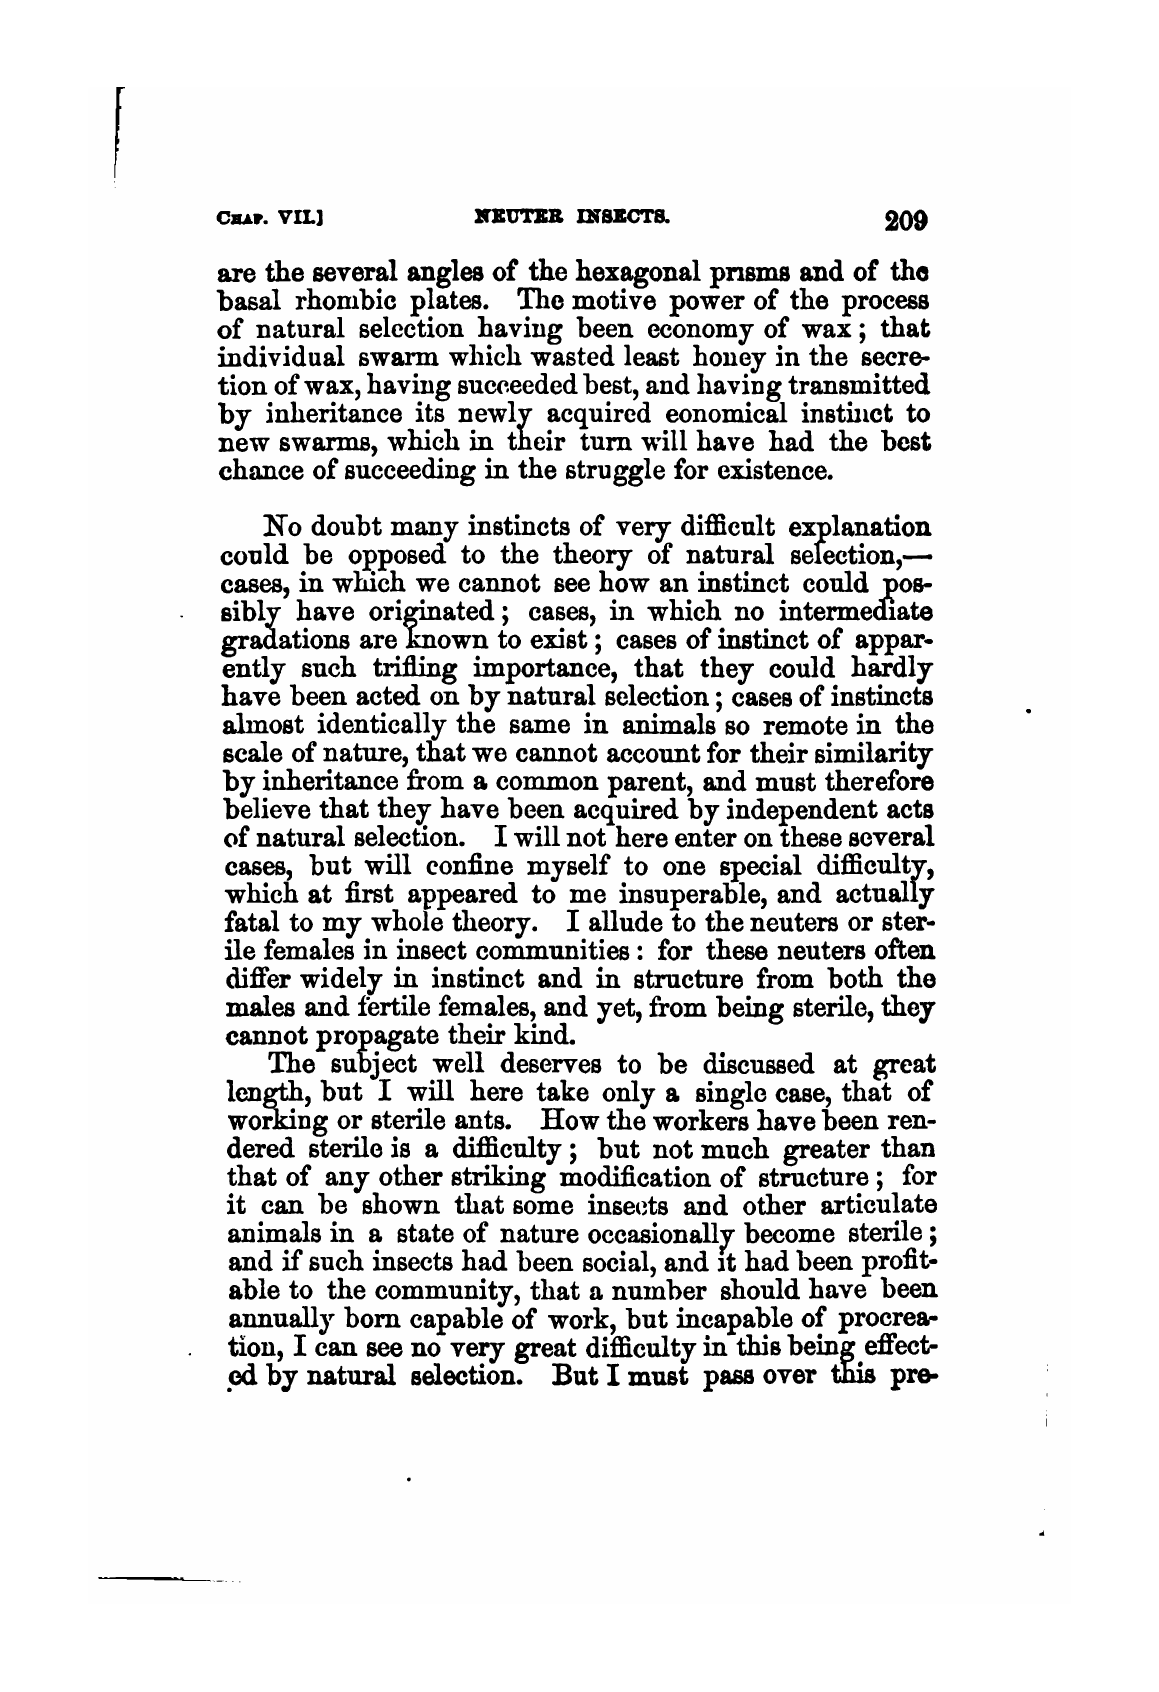 CHAP. VII.] NEUTER INSECTS. 209
are the several angles of the hexagonal prisms and of the
basal rhombic plates. The motive power of the process
of natural selection having been economy of wax; that
individual swarm which wasted least honey in the secre-
tion of wax, having succeeded best, and having transmitted
by inheritance its newly acquired eonomical instinct to
new swarms, which in their turn will have had the best
chance of succeeding in the struggle for existence.
No doubt many instincts of very difficult explanation
could be opposed to the theory of natural selection,—
cases, in which we cannot see how an instinct could pos-
sibly have originated; cases, in which no intermediate
gradations are known to exist; cases of instinct of appar-
ently such trifling importance, that they could hardly
have been acted on by natural selection; cases of instincts
almost identically the same in animals so remote in the
scale of nature, that we cannot account for their similarity
by inheritance from a common parent, and must therefore
believe that they have been acquired by independent acts
of natural selection. I will not here enter on these several
cases, but will confine myself to one special difficulty,
which at first appeared to me insuperable, and actually
fatal to my whole theory. I allude to the neuters or ster-
ile females in insect communities: for these neuters often
differ widely in instinct and in structure from both the
males and fertile females, and yet, from being sterile, they
cannot propagate their kind.
The subject well deserves to be discussed at great
length, but I will here take only a single case, that of
working or sterile ants. How the workers have been ren-
dered sterile is a difficulty; but not much greater than
that of any other striking modification of structure; for
it can be shown that some insects and other articulate
animals in a state of nature occasionally become sterile;
and if such insects had been social, and it had been profit-
able to the community, that a number should have been
annually born capable of work, but incapable of procrea-
tion, I can see no very great difficulty in this being effect-
ed by natural selection. But I must pass over this pre-